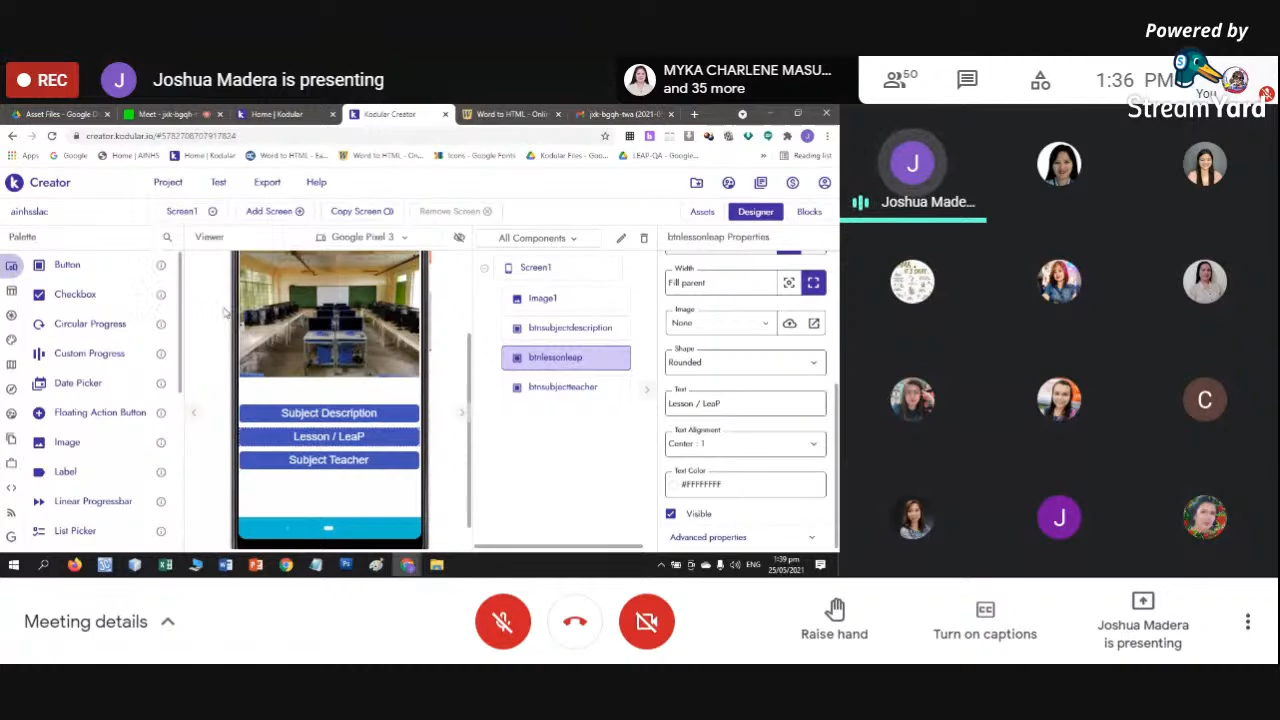 Powered by
StreamYard
REC
J
Joshua Madera is presenting
MYKA CHARLENE MASU...
and 35 more
50
1:36 PM
You
Asset Files - Google D
Meet - jxk-bgqh
Home | Kodular
Kodular Creator
Word to HTML - Onli
jxk-bgqh-twa (2021-0
creator.kodular.io/#5782708707917824
Apps
Google
Home | AINHS
Home | Kodular
Word to HTML - Ea...
Word to HTML - On...
Icons - Google Fonts
Kodular Files - Goo...
LEAP-QA - Google...
Reading list
Creator
Project
Test
Export
Help
ainhsslac
Screen1
Add Screen
Copy Screen
Remove Screen
Assets
Designer
Blocks
Palette
Viewer
Google Pixel 3
All Components
btnlessonleap Properties
Button
Checkbox
Circular Progress
Custom Progress
Date Picker
Floating Action Button
Image
Label
Linear Progressbar
List Picker
Subject Description
Lesson / LeaP
Subject Teacher
Screen1
Image1
btnsubjectdescription
btnlessonleap
btnsubjectteacher
Width
Fill parent
Image
None
Shape
Rounded
Text
Lesson / LeaP
Text Alignment
Center : 1
Text Color
#FFFFFFFF
Visible
Advanced properties
ENG
1:39 pm
25/05/2021
J
Joshua Made...
C
J
Meeting details
Raise hand
Turn on captions
Joshua Madera
is presenting